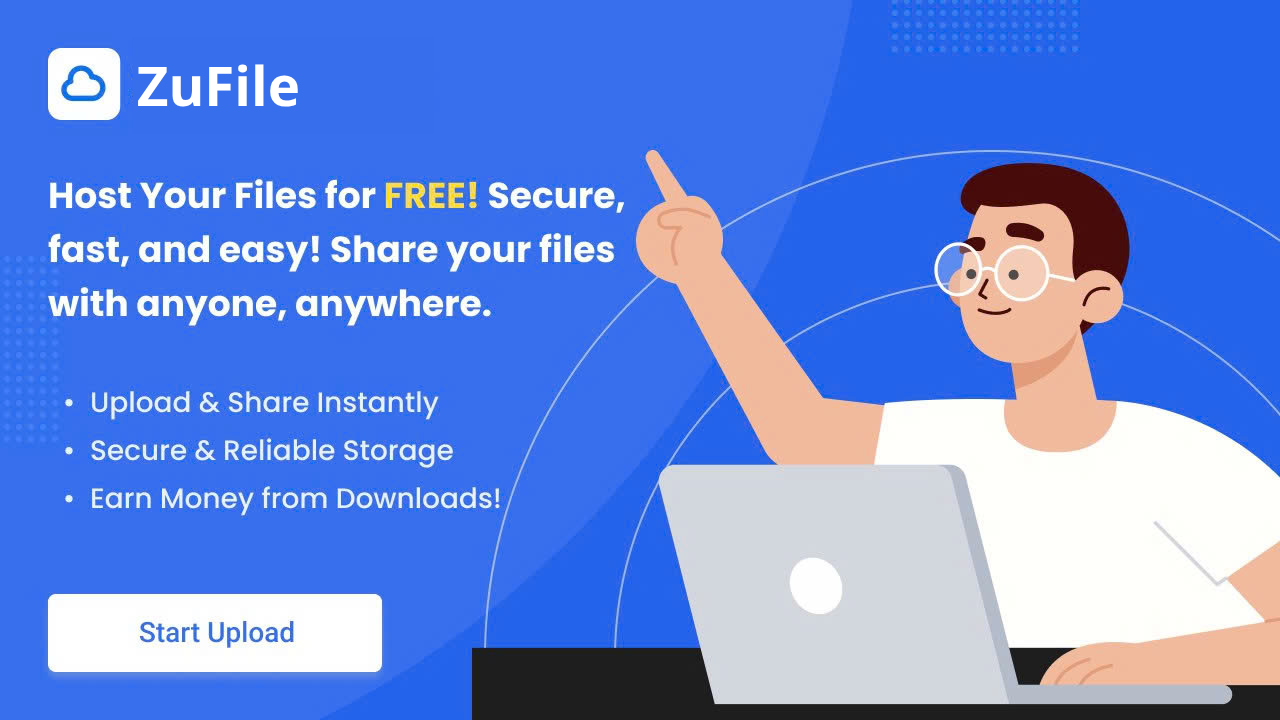 ZuFile
Host Your Files for FREE! Secure,
fast, and easy! Share your files
with anyone, anywhere.
• Upload & Share Instantly
• Secure & Reliable Storage
• Earn Money from Downloads!
Start Upload